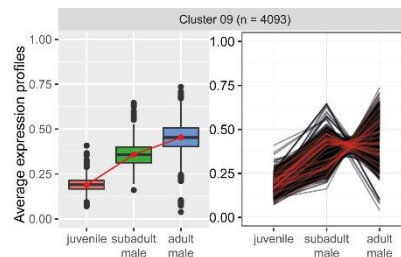 Cluster 09 (n = 4093)
Average expression profiles
1.00
0.75
0.50
0.25
0.00
juvenile subadult male adult male
1.00
0.75
0.50
0.25
0.00
juvenile subadult male adult male